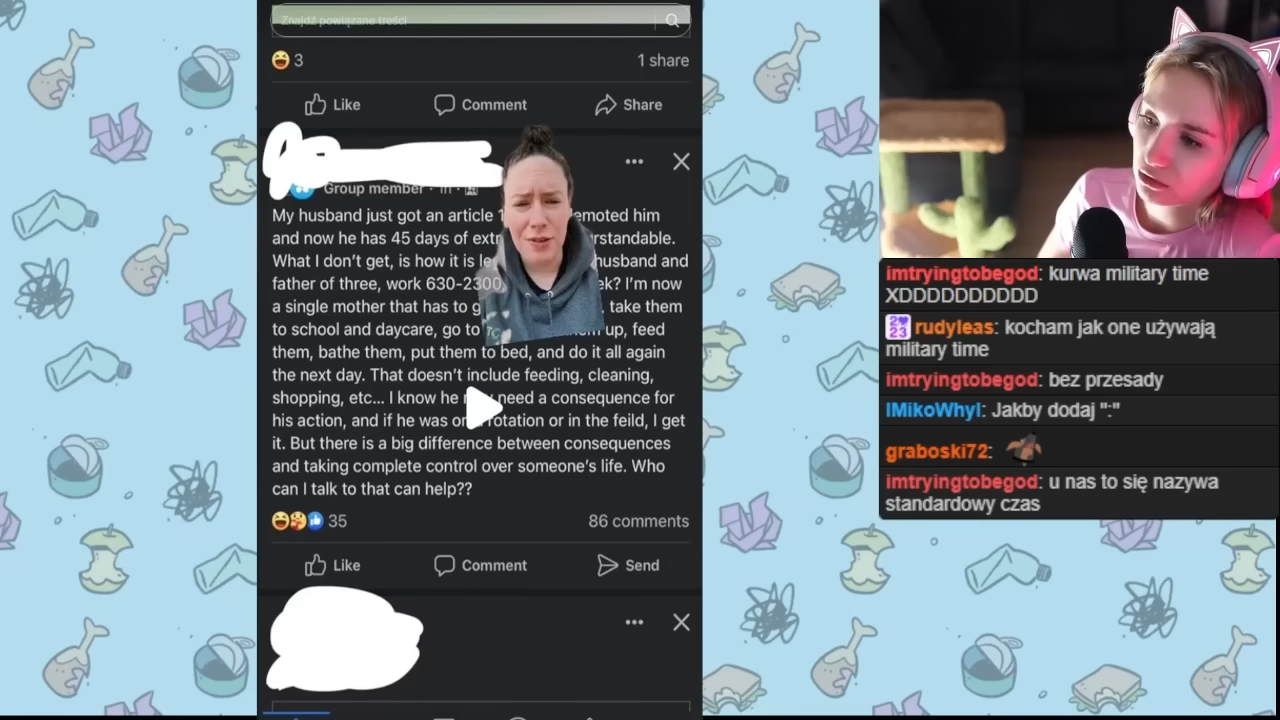 Znajdź powiązane treści
3
1 share
Like
Comment
Share
Group member · in ·
My husband just got an article emoted him
and now he has 45 days of extr rstandable.
What I don't get, is how it is le husband and
father of three, work 630-2300, ek? I'm now
a single mother that has to g , take them
to school and daycare, go to up, feed
them, bathe them, put them to bed, and do it all again
the next day. That doesn't include feeding, cleaning,
shopping, etc... I know he need a consequence for
his action, and if he was on rotation or in the feild, I get
it. But there is a big difference between consequences
and taking complete control over someone's life. Who
can I talk to that can help??
35
86 comments
Like
Comment
Send
imtryingtobegod: kurwa military time
XDDDDDDDDDD
rudyleas: kocham jak one używają
military time
imtryingtobegod: bez przesady
IMikoWhyI: Jakby dodaj ":"
graboski72:
imtryingtobegod: u nas to się nazywa
standardowy czas